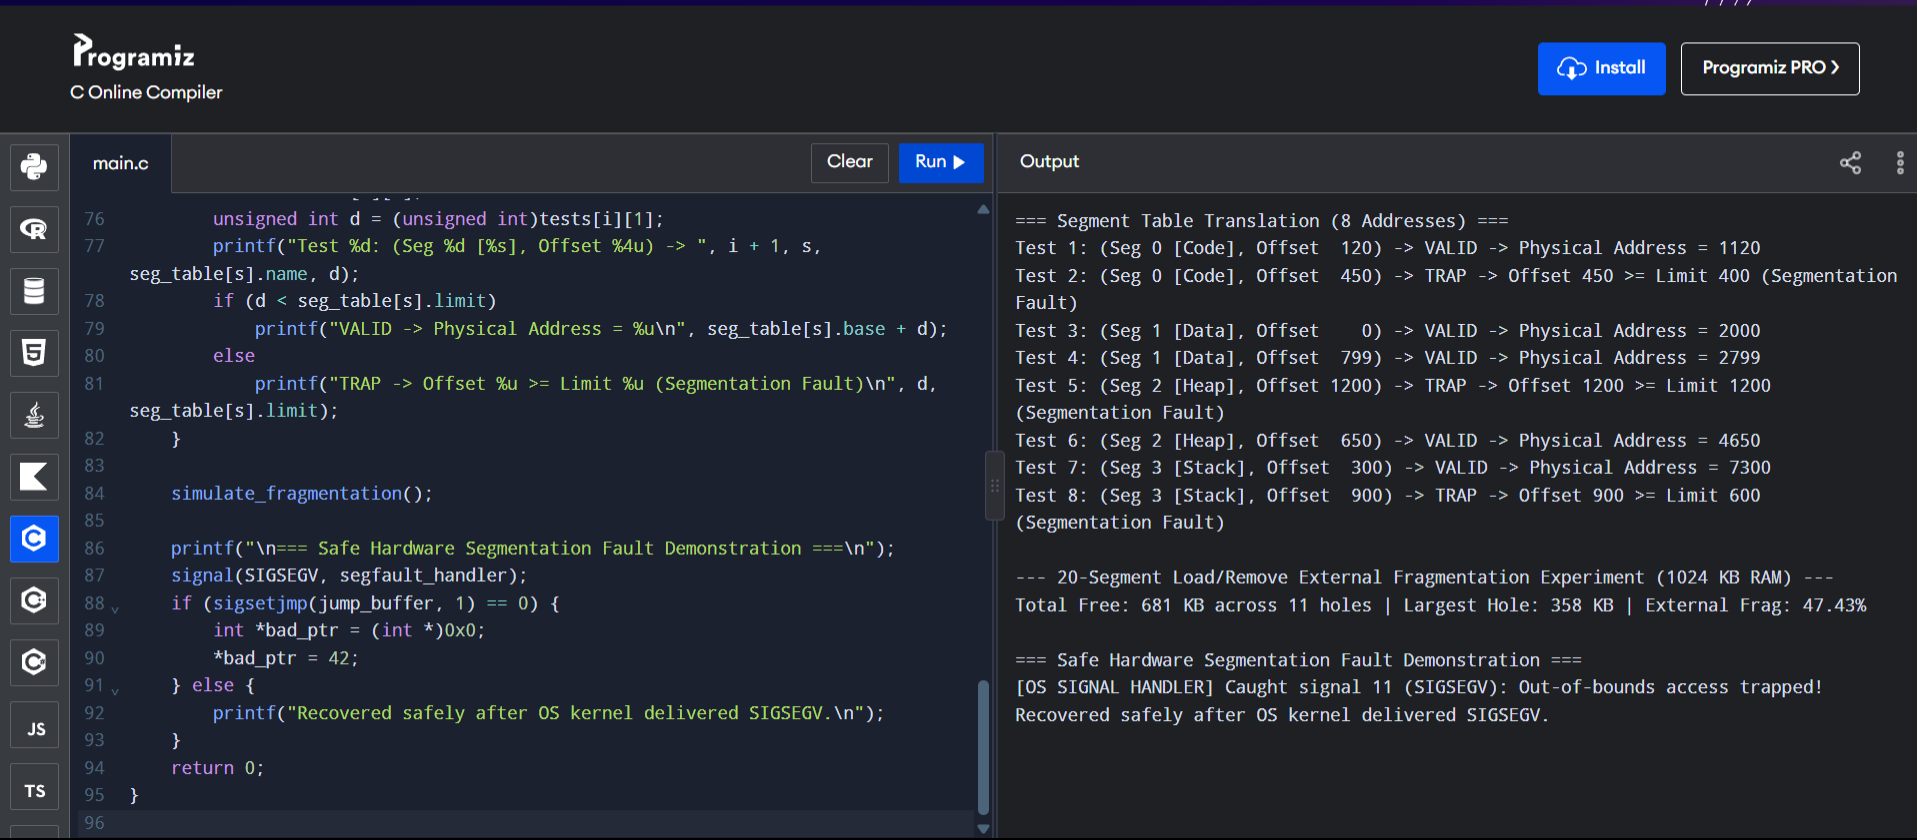 Programiz
C Online Compiler
Install
Programiz PRO >
main.c
Clear
Run
76 unsigned int d = (unsigned int)tests[i][1];
77 printf("Test %d: (Seg %d [%s], Offset %4u) -> ", i + 1, s,
seg_table[s].name, d);
78 if (d < seg_table[s].limit)
79 printf("VALID -> Physical Address = %u\n", seg_table[s].base + d);
80 else
81 printf("TRAP -> Offset %u >= Limit %u (Segmentation Fault)\n", d,
seg_table[s].limit);
82 }
83
84 simulate_fragmentation();
85
86 printf("\n=== Safe Hardware Segmentation Fault Demonstration ===\n");
87 signal(SIGSEGV, segfault_handler);
88 if (sigsetjmp(jump_buffer, 1) == 0) {
89 int *bad_ptr = (int *)0x0;
90 *bad_ptr = 42;
91 } else {
92 printf("Recovered safely after OS kernel delivered SIGSEGV.\n");
93 }
94 return 0;
95 }
96
JS
TS
Output
=== Segment Table Translation (8 Addresses) ===
Test 1: (Seg 0 [Code], Offset  120) -> VALID -> Physical Address = 1120
Test 2: (Seg 0 [Code], Offset  450) -> TRAP -> Offset 450 >= Limit 400 (Segmentation
Fault)
Test 3: (Seg 1 [Data], Offset    0) -> VALID -> Physical Address = 2000
Test 4: (Seg 1 [Data], Offset  799) -> VALID -> Physical Address = 2799
Test 5: (Seg 2 [Heap], Offset 1200) -> TRAP -> Offset 1200 >= Limit 1200
(Segmentation Fault)
Test 6: (Seg 2 [Heap], Offset  650) -> VALID -> Physical Address = 4650
Test 7: (Seg 3 [Stack], Offset  300) -> VALID -> Physical Address = 7300
Test 8: (Seg 3 [Stack], Offset  900) -> TRAP -> Offset 900 >= Limit 600
(Segmentation Fault)
--- 20-Segment Load/Remove External Fragmentation Experiment (1024 KB RAM) ---
Total Free: 681 KB across 11 holes | Largest Hole: 358 KB | External Frag: 47.43%
=== Safe Hardware Segmentation Fault Demonstration ===
[OS SIGNAL HANDLER] Caught signal 11 (SIGSEGV): Out-of-bounds access trapped!
Recovered safely after OS kernel delivered SIGSEGV.